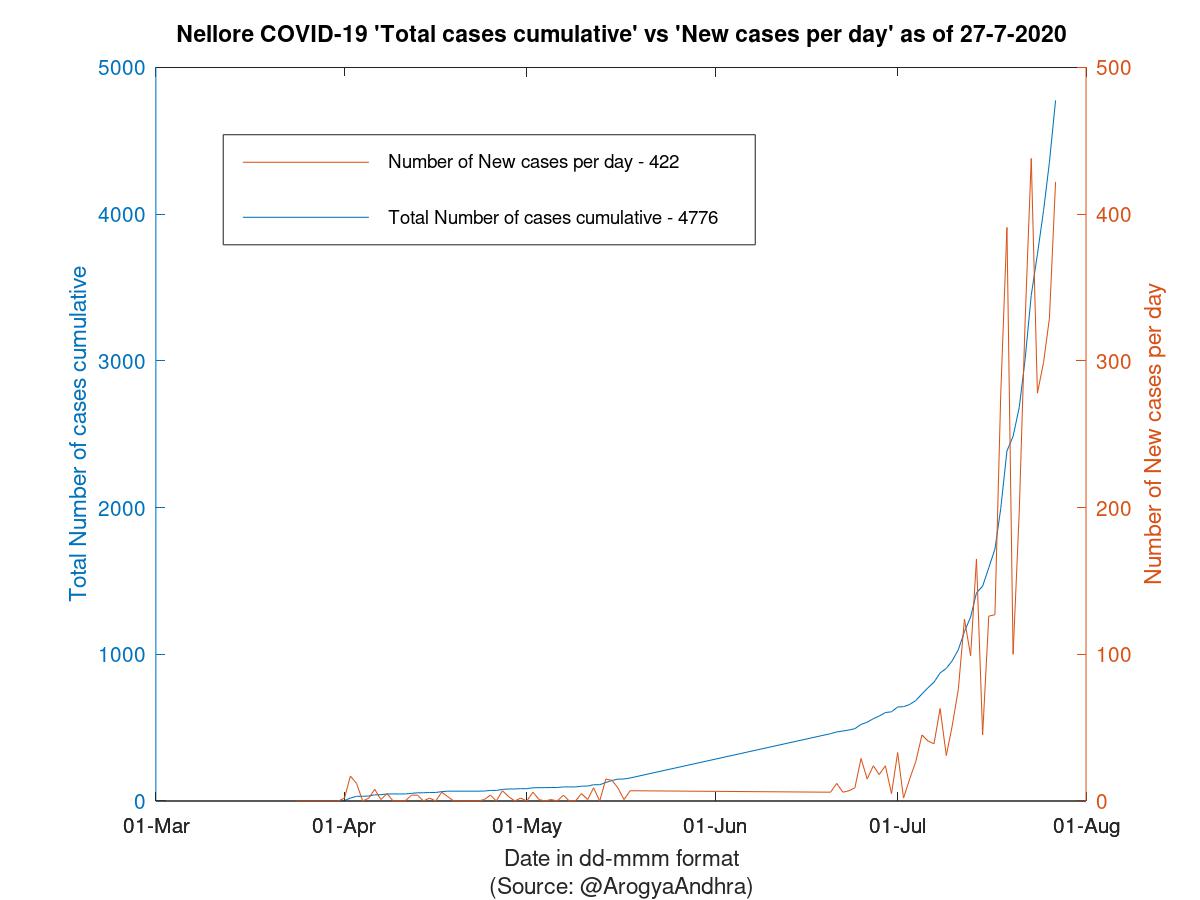 Nellore COVID-19 'Total cases cumulative' vs 'New cases per day' as of 27-7-2020
5000
4000
3000
2000
1000
0
Total Number of cases cumulative
Number of New cases per day - 422
Total Number of cases cumulative - 4776
500
400
300
200
100
0
Number of New cases per day
01-Mar 01-Apr 01-May 01-Jun 01-Jul 01-Aug
Date in dd-mmm format
(Source: @ArogyaAndhra)